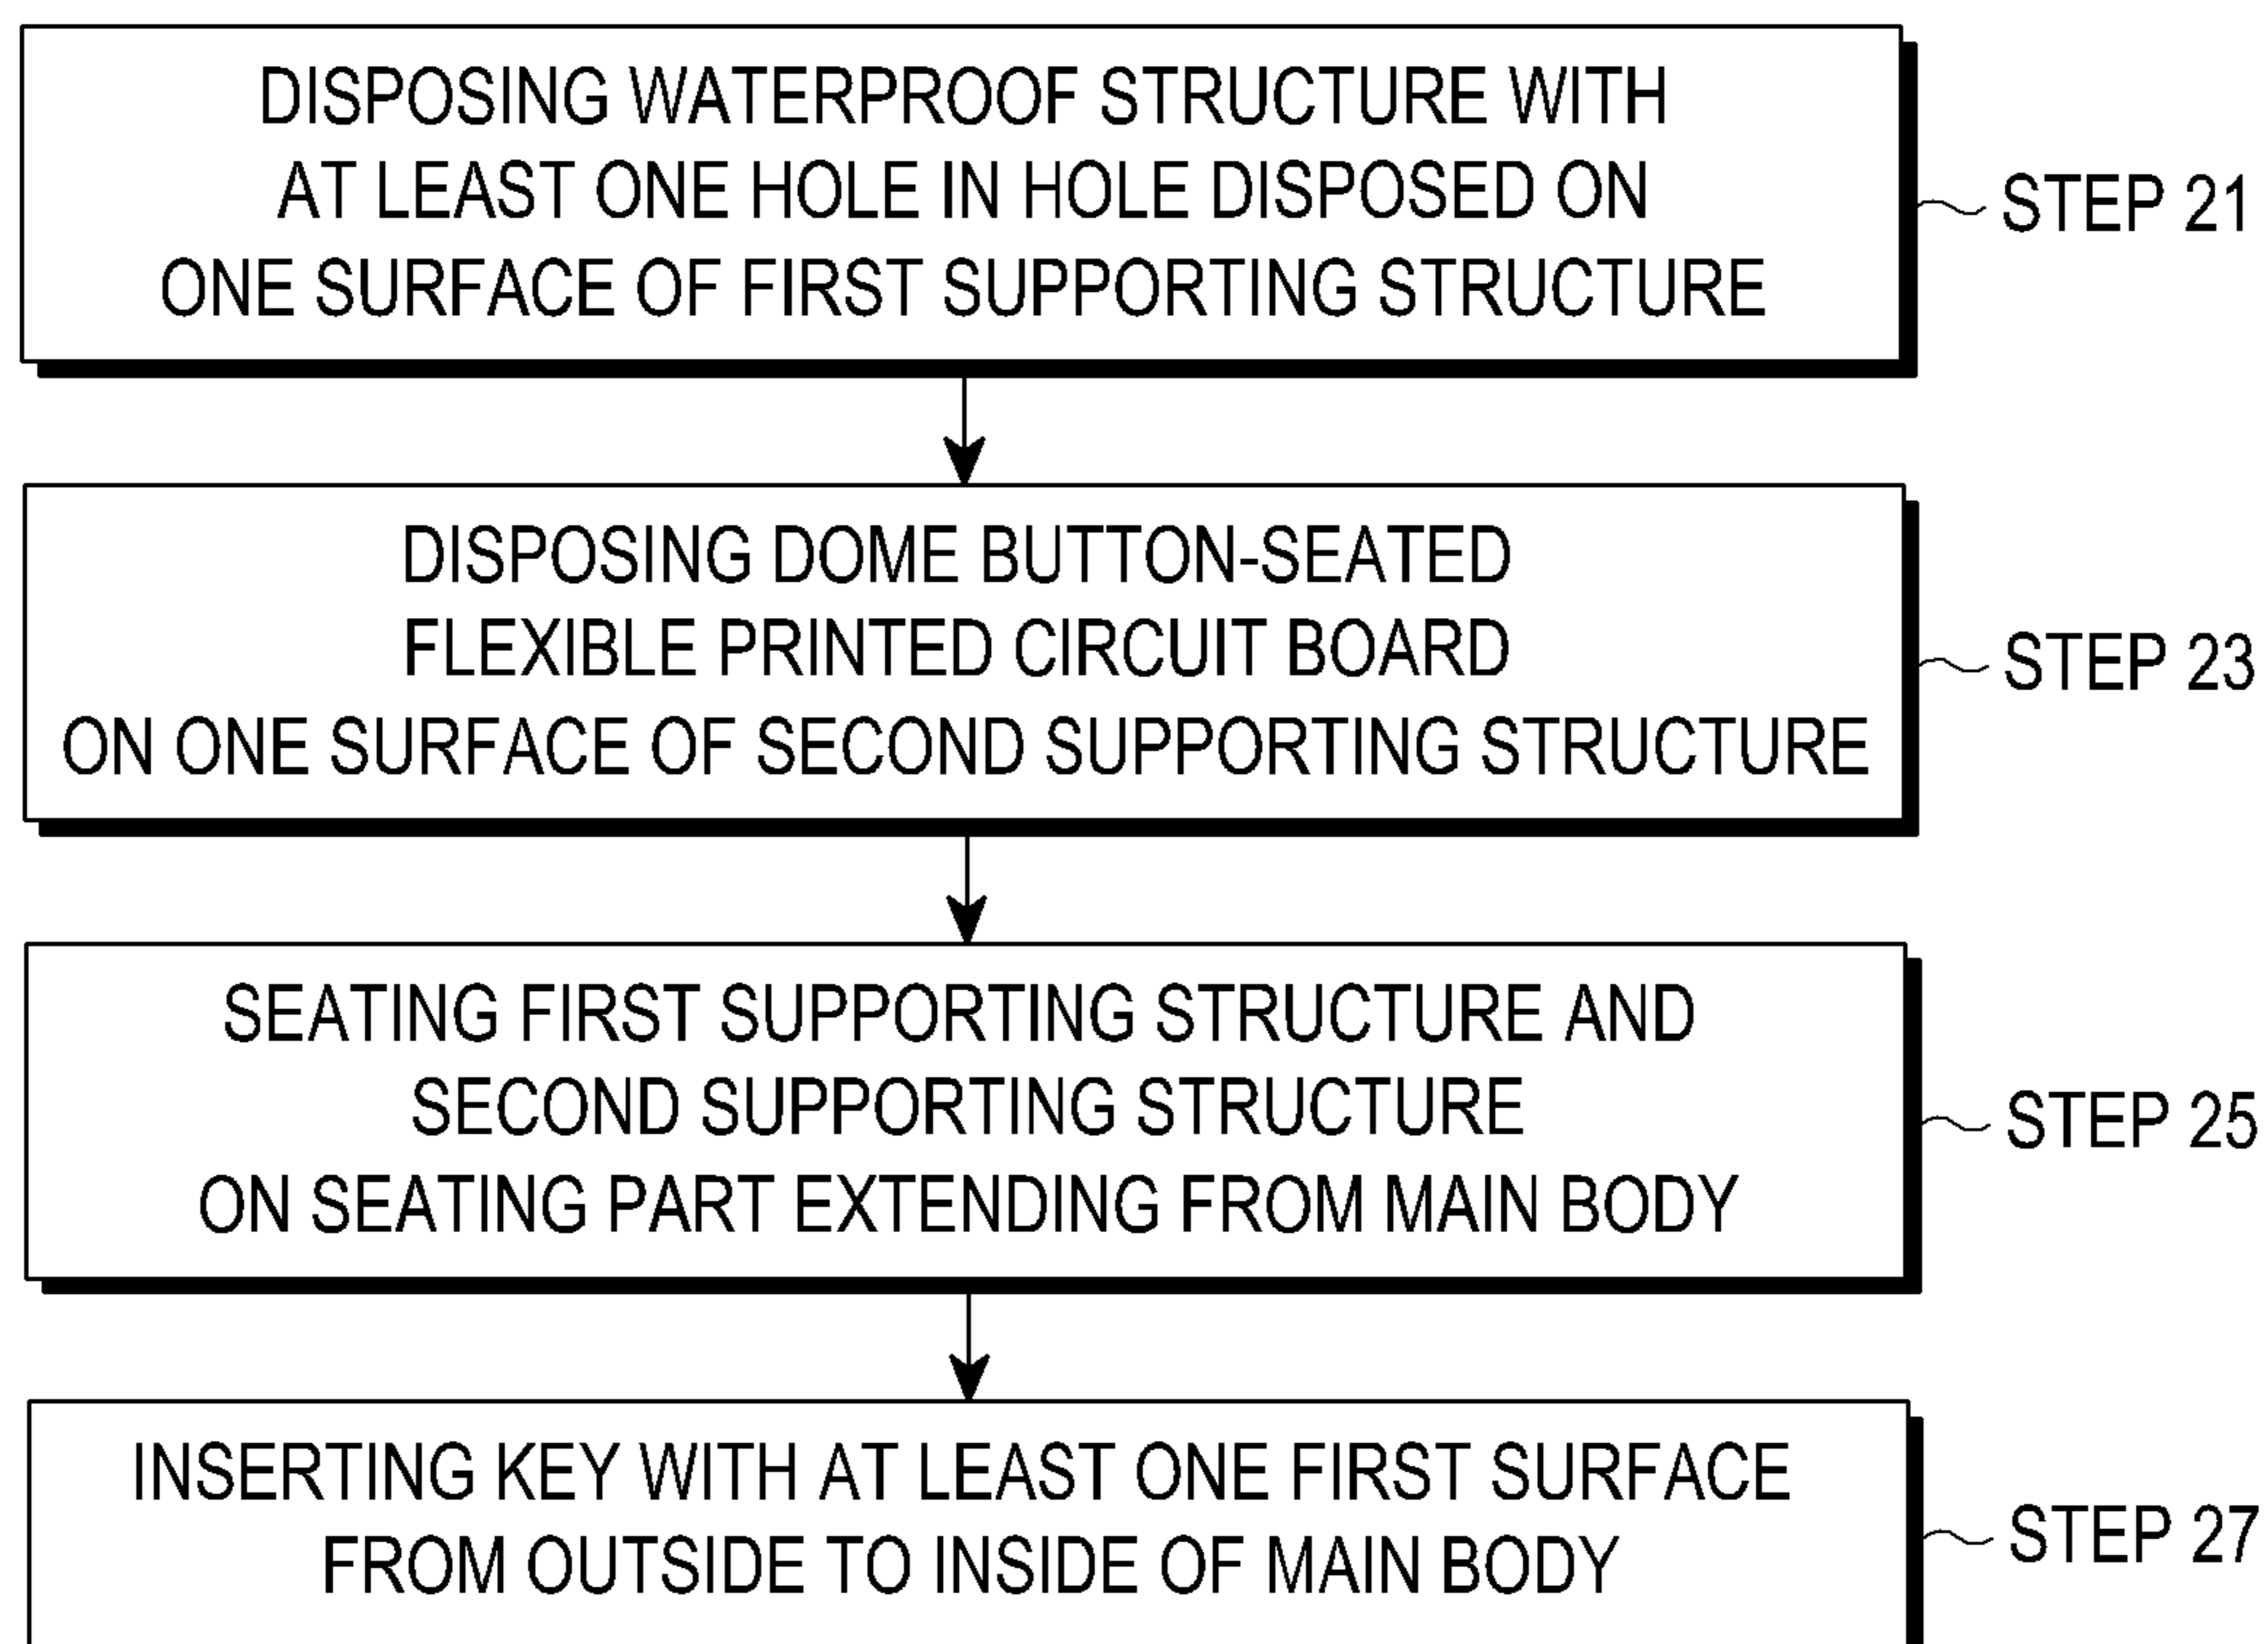 DISPOSING WATERPROOF STRUCTURE WITH
AT LEAST ONE HOLE IN HOLE DISPOSED ON
ONE SURFACE OF FIRST SUPPORTING STRUCTURE
STEP 21
DISPOSING DOME BUTTON-SEATED
FLEXIBLE PRINTED CIRCUIT BOARD
ON ONE SURFACE OF SECOND SUPPORTING STRUCTURE
STEP 23
SEATING FIRST SUPPORTING STRUCTURE AND
SECOND SUPPORTING STRUCTURE
ON SEATING PART EXTENDING FROM MAIN BODY
STEP 25
INSERTING KEY WITH AT LEAST ONE FIRST SURFACE
FROM OUTSIDE TO INSIDE OF MAIN BODY
STEP 27